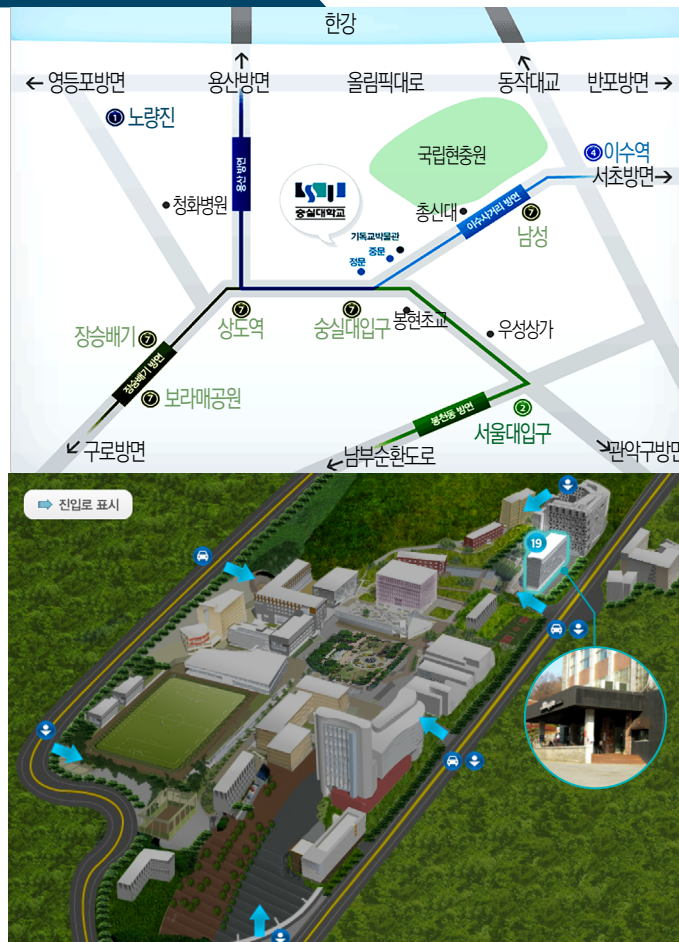 한강
← 영등포방면
용산방면
올림픽대로
동작대교
반포방면 →
1 노량진
용산 방면
국립현충원
4 이수역
서초방면→
청화병원
숭실대학교
총신대
이수사거리 방면
7
남성
기독교박물관
중문
정문
장승배기 7
7
상도역
7
숭실대입구
봉현초교
우성상가
장승배기 방면
7 보라매공원
봉천동 방면
2
서울대입구
구로방면
남부순환도로
관악구방면
진입로 표시
19